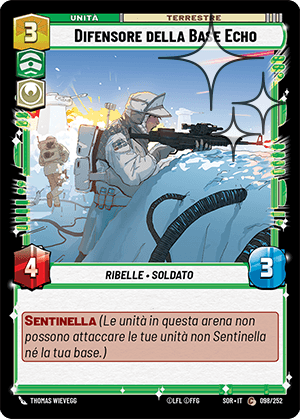 3
UNITÀ
TERRESTRE
DIFENSORE DELLA BASE ECHO
4
3
RIBELLE • SOLDATO
SENTINELLA (Le unità in questa arena non
possono attaccare le tue unità non Sentinella
né la tua base.)
THOMAS WIEVEGG
©LFL ©FFG
SOR • IT
C
098/252